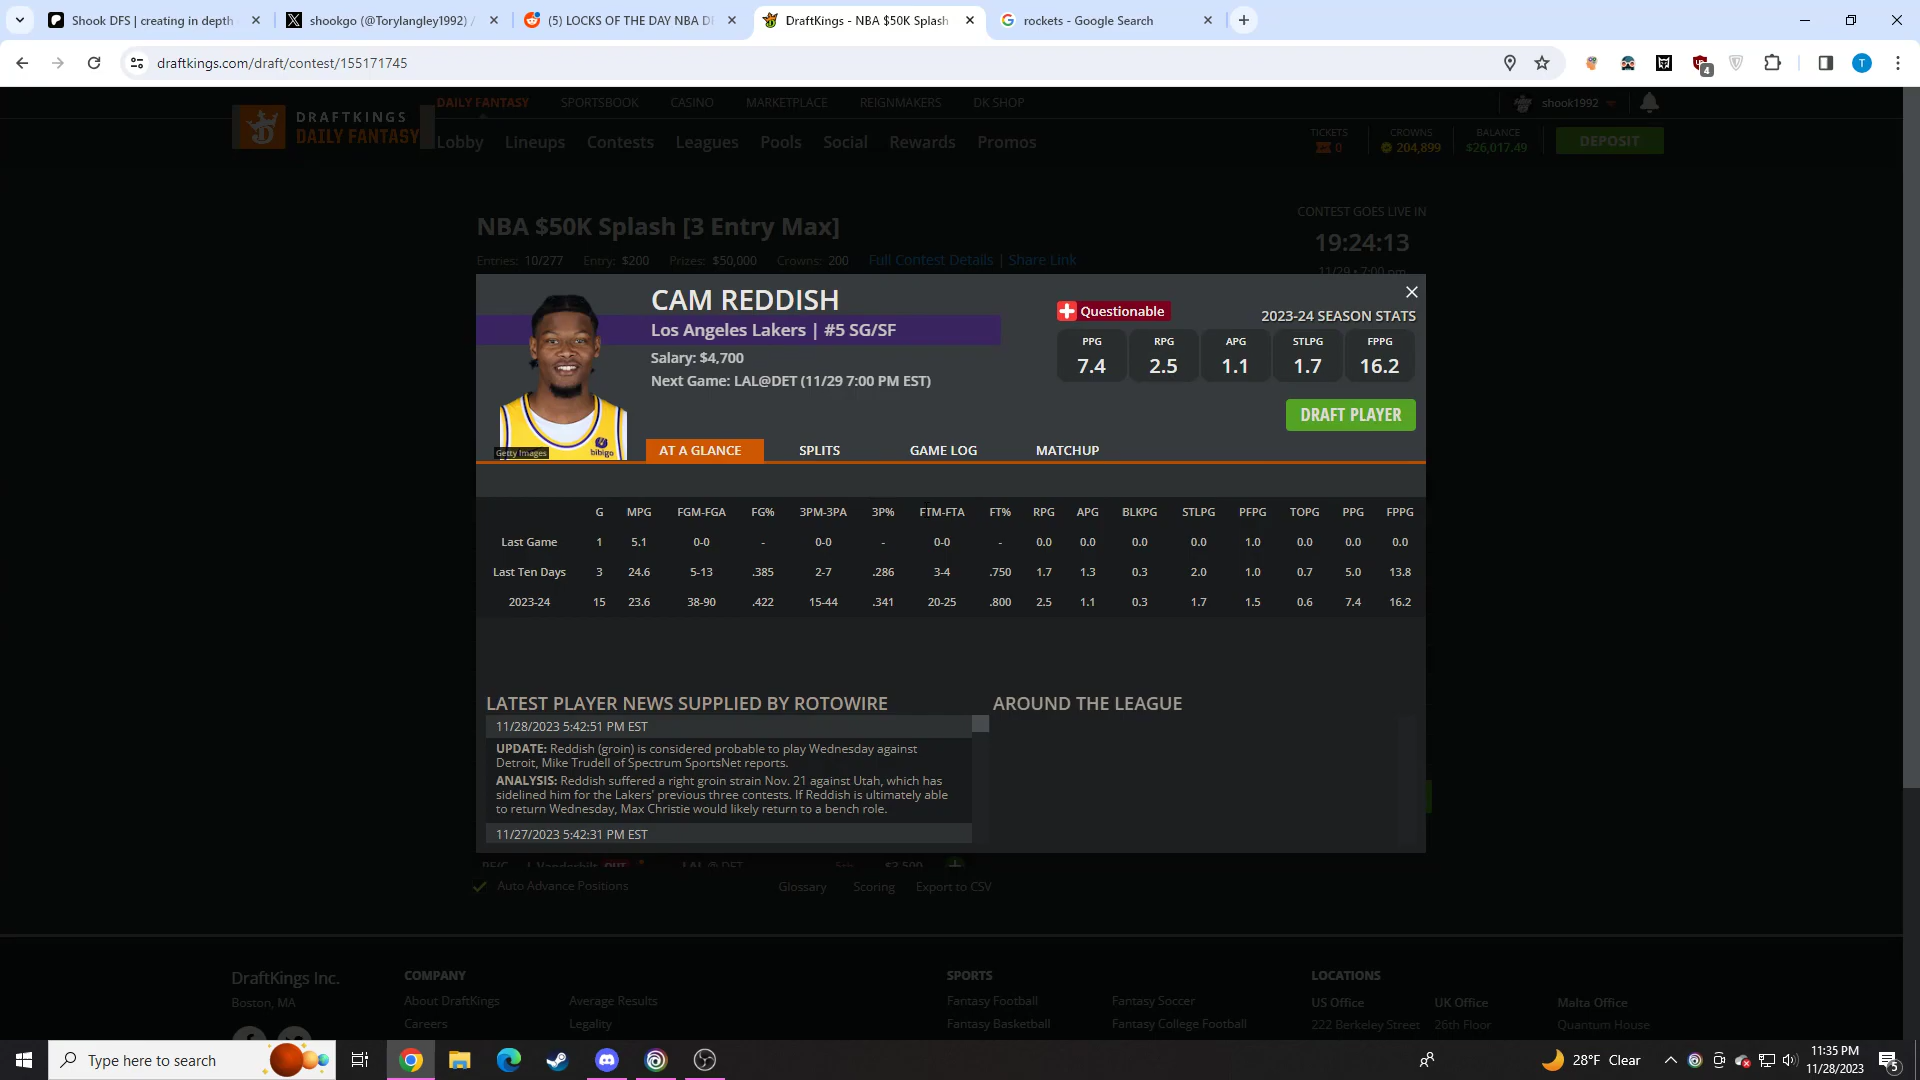 Shook DFS | creating in depth
shookgo (@Torylangley1992) /
(5) LOCKS OF THE DAY NBA D
DraftKings - NBA $50K Splash
rockets - Google Search
draftkings.com/draft/contest/155171745
4
T
DRAFTKINGS
DAILY FANTASY
DAILY FANTASY SPORTSBOOK CASINO MARKETPLACE REIGNMAKERS DK SHOP
shook1992
Lobby Lineups Contests Leagues Pools Social Rewards Promos
TICKETS
0
CROWNS
204,899
BALANCE
$26,017.49
DEPOSIT
NBA $50K Splash [3 Entry Max]
Entries: 10/277 Entry: $200 Prizes: $50,000 Crowns: 200 Full Contest Details | Share Link
CONTEST GOES LIVE IN
19:24:13
11/29 • 7:00 pm
CAM REDDISH
Los Angeles Lakers | #5 SG/SF
Salary: $4,700
Next Game: LAL@DET (11/29 7:00 PM EST)
Getty Images
bibigo
Questionable
2023-24 SEASON STATS
PPG RPG APG STLPG FPPG
7.4 2.5 1.1 1.7 16.2
DRAFT PLAYER
AT A GLANCE SPLITS GAME LOG MATCHUP
G MPG FGM-FGA FG% 3PM-3PA 3P% FTM-FTA FT% RPG APG BLKPG STLPG PFPG TOPG PPG FPPG
Last Game 1 5.1 0-0 - 0-0 - 0-0 - 0.0 0.0 0.0 0.0 1.0 0.0 0.0 0.0
Last Ten Days 3 24.6 5-13 .385 2-7 .286 3-4 .750 1.7 1.3 0.3 2.0 1.0 0.7 5.0 13.8
2023-24 15 23.6 38-90 .422 15-44 .341 20-25 .800 2.5 1.1 0.3 1.7 1.5 0.6 7.4 16.2
LATEST PLAYER NEWS SUPPLIED BY ROTOWIRE
11/28/2023 5:42:51 PM EST
UPDATE: Reddish (groin) is considered probable to play Wednesday against
Detroit, Mike Trudell of Spectrum SportsNet reports.
ANALYSIS: Reddish suffered a right groin strain Nov. 21 against Utah, which has
sidelined him for the Lakers' previous three contests. If Reddish is ultimately able
to return Wednesday, Max Christie would likely return to a bench role.
11/27/2023 5:42:31 PM EST
AROUND THE LEAGUE
PF/C J. Vanderbilt OUT LAL @ DET 5th $3,500
Auto Advance Positions
Glossary Scoring Export to CSV
DraftKings Inc.
Boston, MA
COMPANY
About DraftKings
Careers
Average Results
Legality
SPORTS
Fantasy Football
Fantasy Basketball
Fantasy Soccer
Fantasy College Football
LOCATIONS
US Office
222 Berkeley Street
UK Office
26th Floor
Malta Office
Quantum House
Type here to search
28°F Clear
11:35 PM
11/28/2023
5